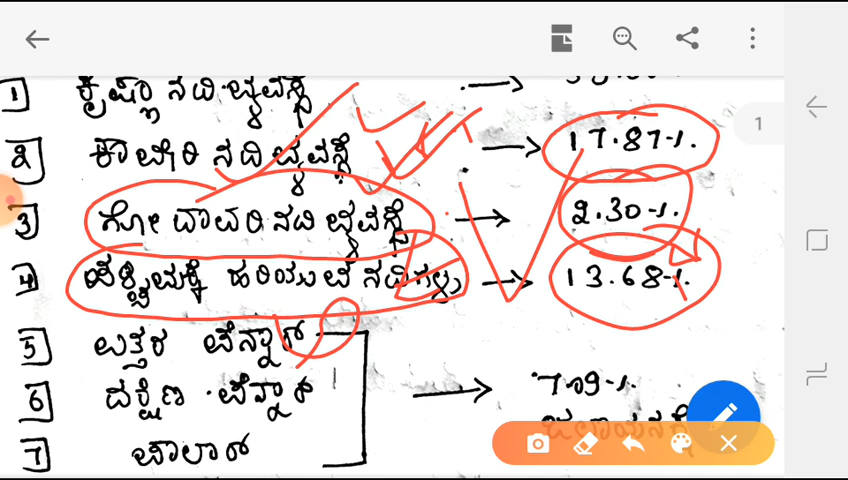 1 ಕೃಷ್ಣಾ ನದಿ ವ್ಯವಸ್ಥೆ →
2 ಕಾವೇರಿ ನದಿ ವ್ಯವಸ್ಥೆ → 17.87%.
3 ಗೋದಾವರಿ ನದಿ ವ್ಯವಸ್ಥೆ → 2.30%.
4 ಪಶ್ಚಿಮಕ್ಕೆ ಹರಿಯುವ ನದಿಗಳು → 13.68%.
5 ಉತ್ತರ ಪೆನ್ನಾರ್
6 ದಕ್ಷಿಣ ಪೆನ್ನಾರ್ → 7.09%.
7 ಪಾಲಾರ್
1